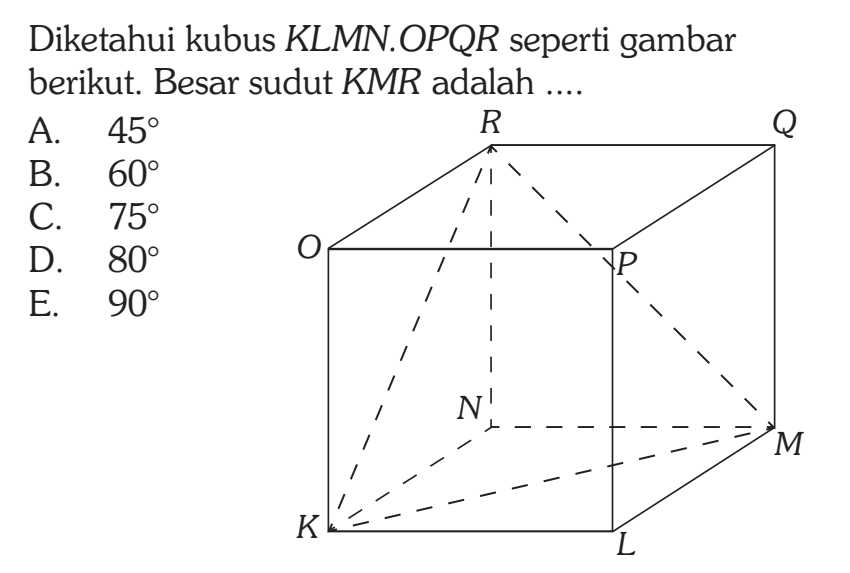 Diketahui kubus KLMN.OPQR seperti gambar
berikut. Besar sudut KMR adalah ....
A. 45°
B. 60°
C. 75°
D. 80°
E. 90°
R
Q
O
P
N
M
K
L